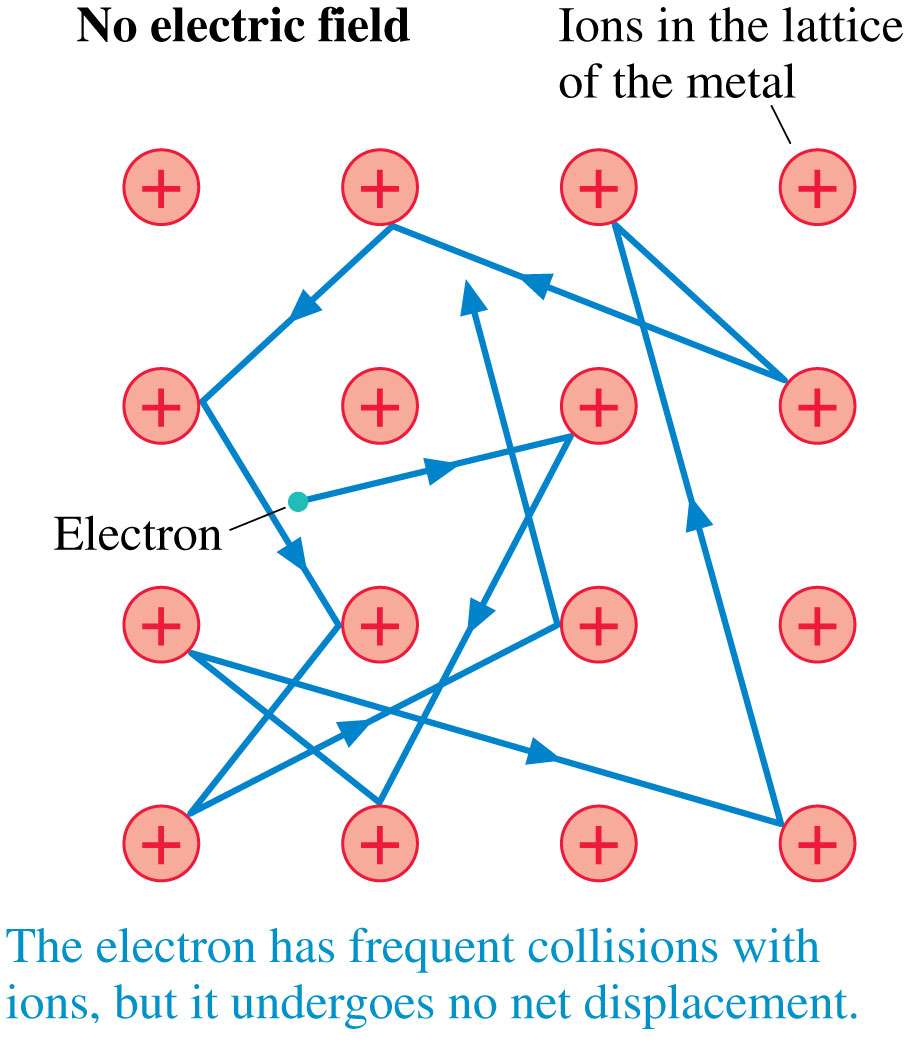 No electric field
Ions in the lattice
of the metal
+ + + +
+ + + +
Electron
+ + + +
+ + + +
The electron has frequent collisions with
ions, but it undergoes no net displacement.